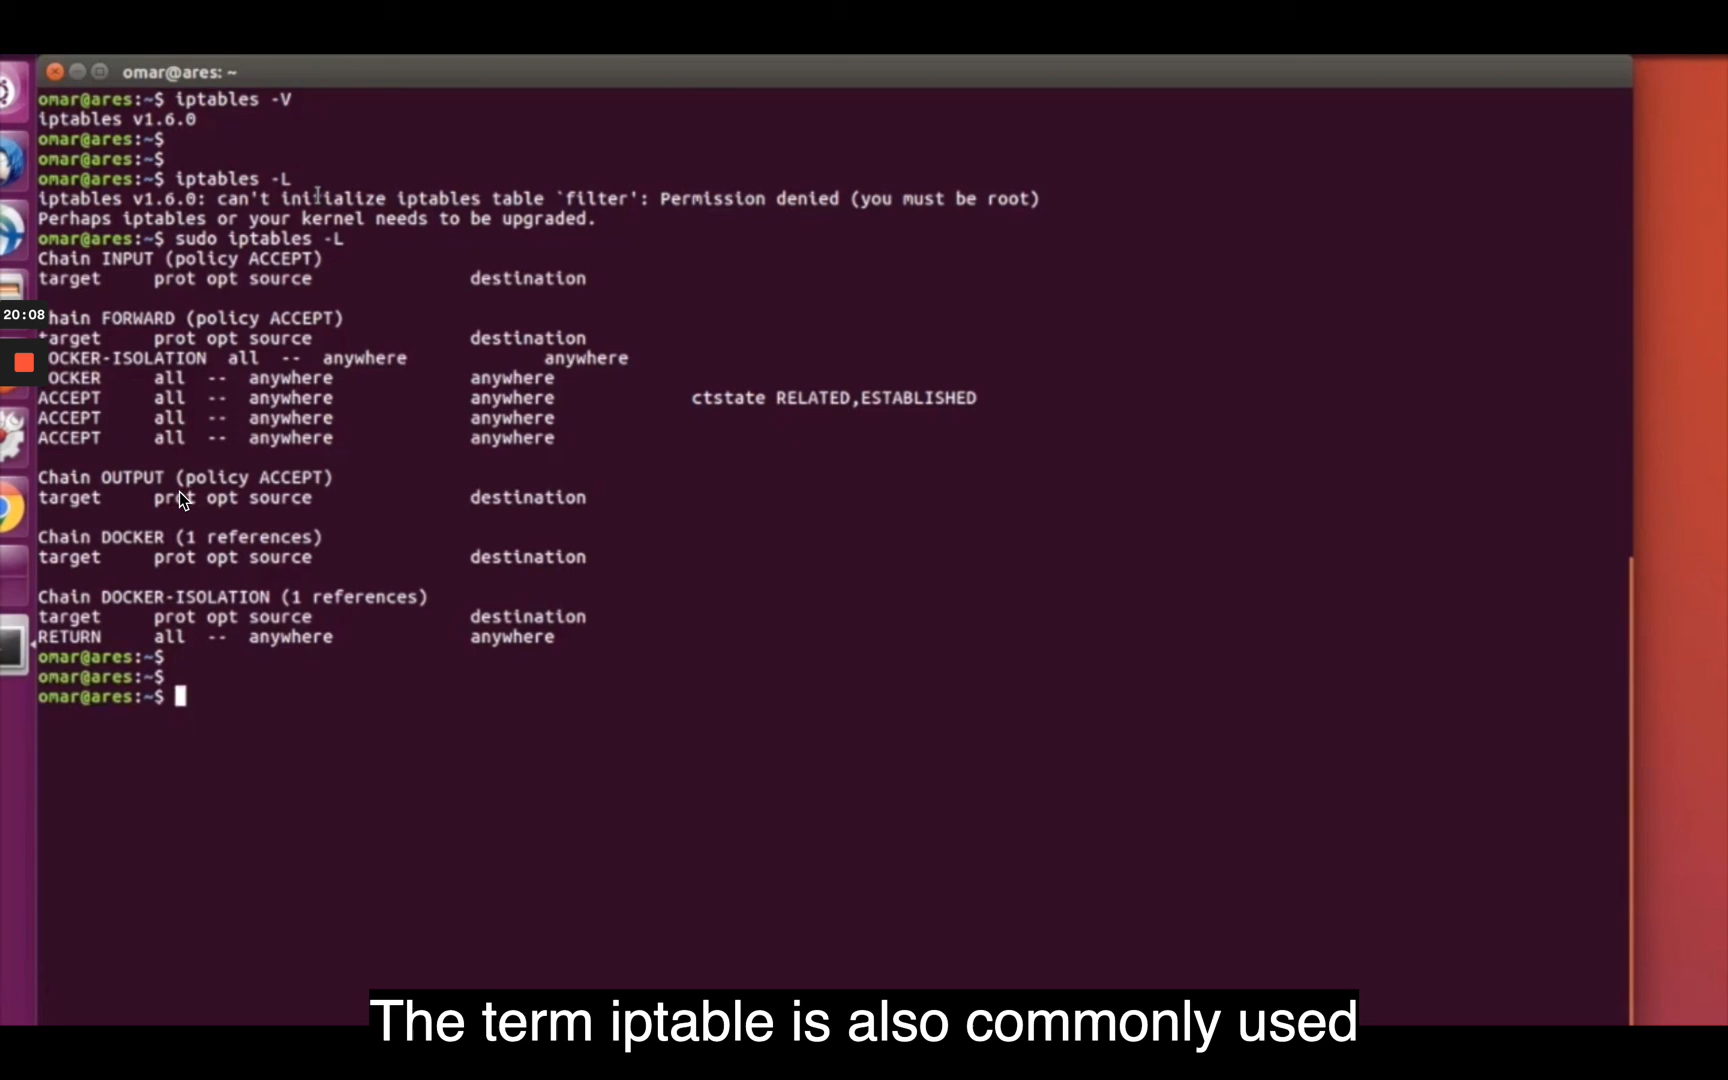 omar@ares: ~
omar@ares:~$ iptables -V
iptables v1.6.0
omar@ares:~$
omar@ares:~$
omar@ares:~$ iptables -L
iptables v1.6.0: can't initialize iptables table `filter': Permission denied (you must be root)
Perhaps iptables or your kernel needs to be upgraded.
omar@ares:~$ sudo iptables -L
Chain INPUT (policy ACCEPT)
target     prot opt source               destination
20:08
hain FORWARD (policy ACCEPT)
target     prot opt source               destination
OCKER-ISOLATION  all  --  anywhere             anywhere
OCKER     all  --  anywhere             anywhere
ACCEPT     all  --  anywhere             anywhere             ctstate RELATED,ESTABLISHED
ACCEPT     all  --  anywhere             anywhere
ACCEPT     all  --  anywhere             anywhere
Chain OUTPUT (policy ACCEPT)
target     prot opt source               destination
Chain DOCKER (1 references)
target     prot opt source               destination
Chain DOCKER-ISOLATION (1 references)
target     prot opt source               destination
RETURN     all  --  anywhere             anywhere
omar@ares:~$
omar@ares:~$
omar@ares:~$
The term iptable is also commonly used